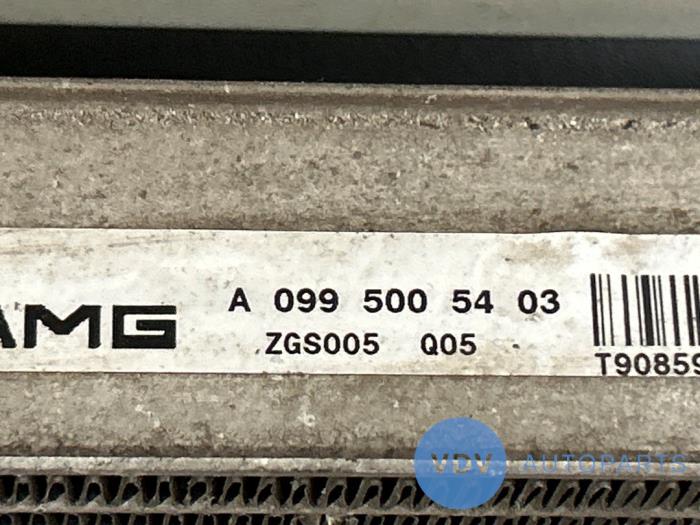 AMG A 099 500 54 03
ZGS005 Q05
T90859
VDV AUTOPARTS